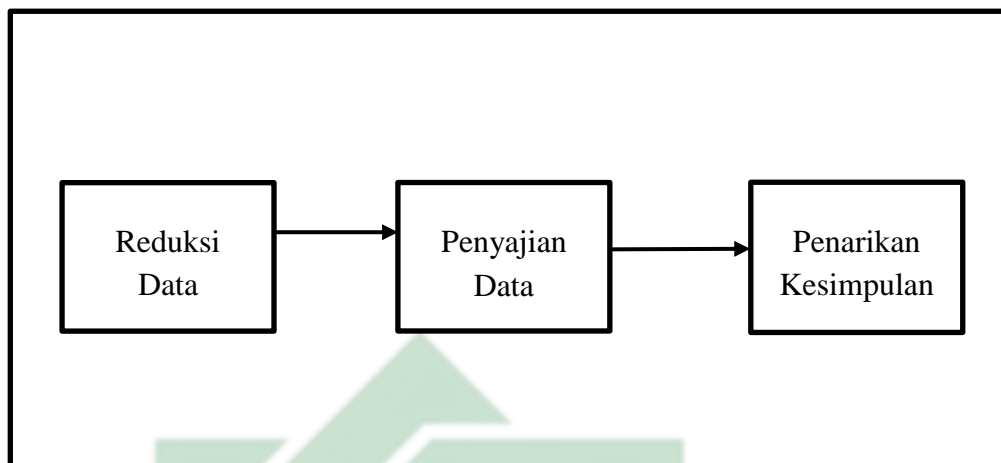 Reduksi
Data
Penyajian
Data
Penarikan
Kesimpulan